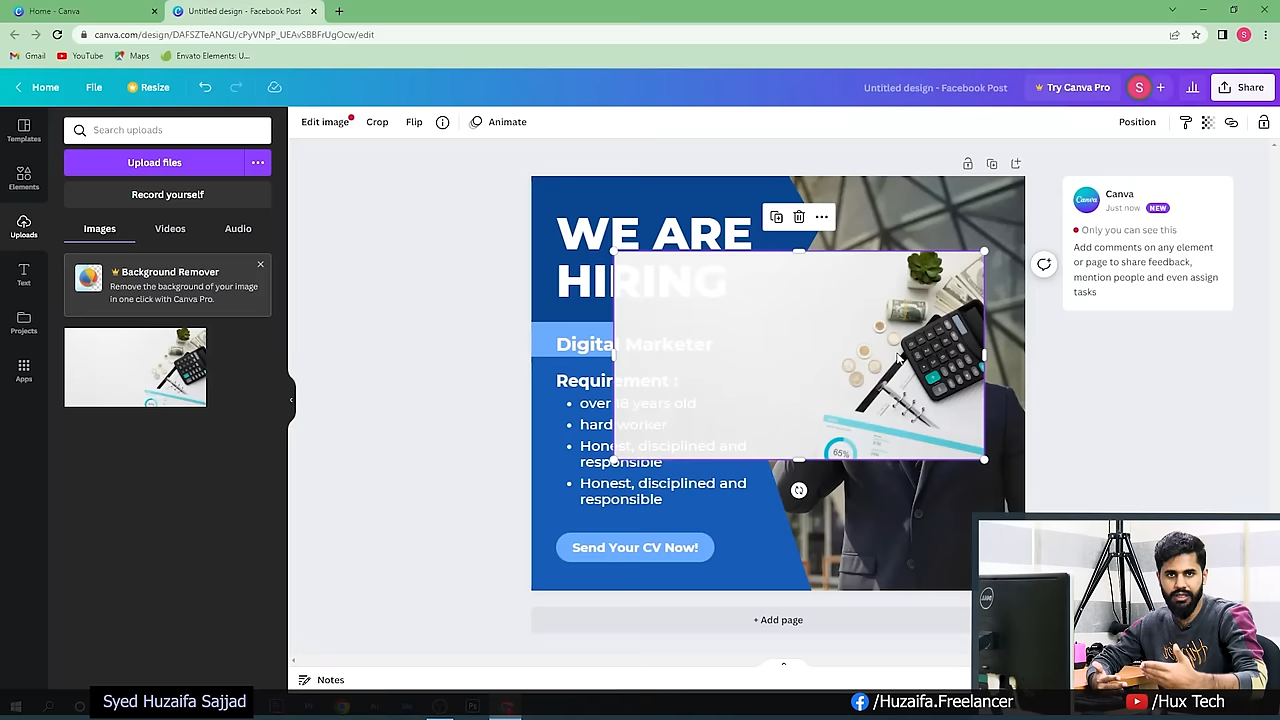 Home - Canva
Untitled design - Facebook Post
canva.com/design/DAFSZTeANGU/cPyVNpP_UEAvSBBFrUgOcw/edit
Gmail
YouTube
Maps
Envato Elements: U...
Home
File
Resize
Untitled design - Facebook Post
Try Canva Pro
S
Share
Templates
Elements
Uploads
Text
Projects
Apps
Search uploads
Upload files
Record yourself
Images
Videos
Audio
Background Remover
Remove the background of your image
in one click with Canva Pro.
Edit image
Crop
Flip
Animate
Position
WE ARE
HIRING
Digital Marketer
Requirement :
over 18 years old
hard worker
Honest, disciplined and
responsible
Honest, disciplined and
responsible
Send Your CV Now!
65%
Canva
Canva
Just now
NEW
Only you can see this
Add comments on any element
or page to share feedback,
mention people and even assign
tasks
+ Add page
Notes
DELL
Syed Huzaifa Sajjad
/Huzaifa.Freelancer
/Hux Tech